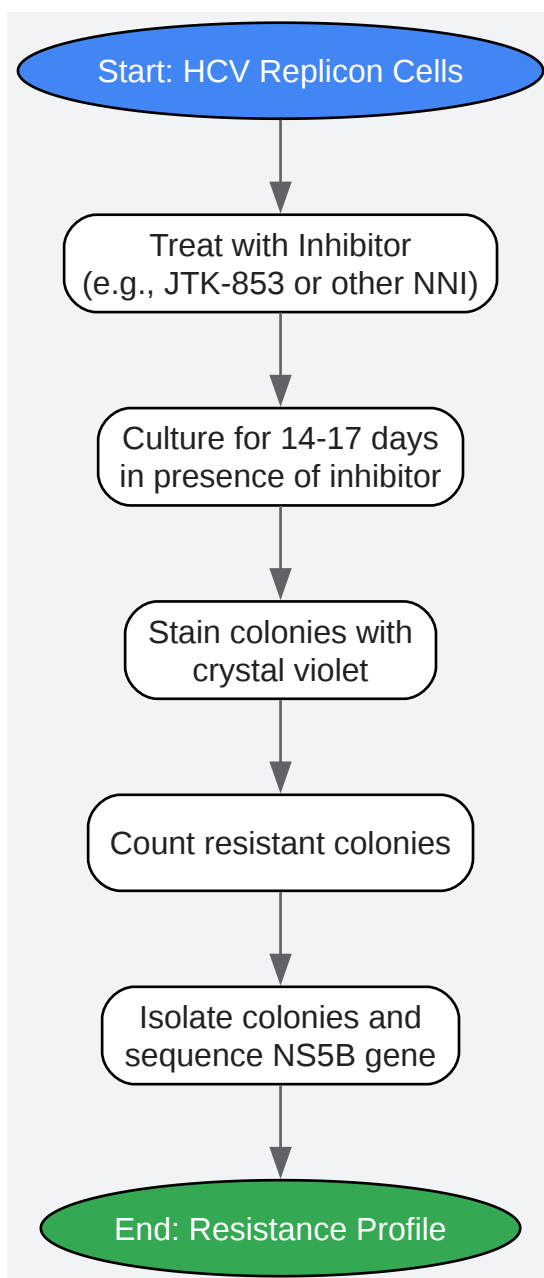 Start: HCV Replicon Cells
Treat with Inhibitor
(e.g., JTK-853 or other NNI)
Culture for 14-17 days
in presence of inhibitor
Stain colonies with
crystal violet
Count resistant colonies
Isolate colonies and
sequence NS5B gene
End: Resistance Profile